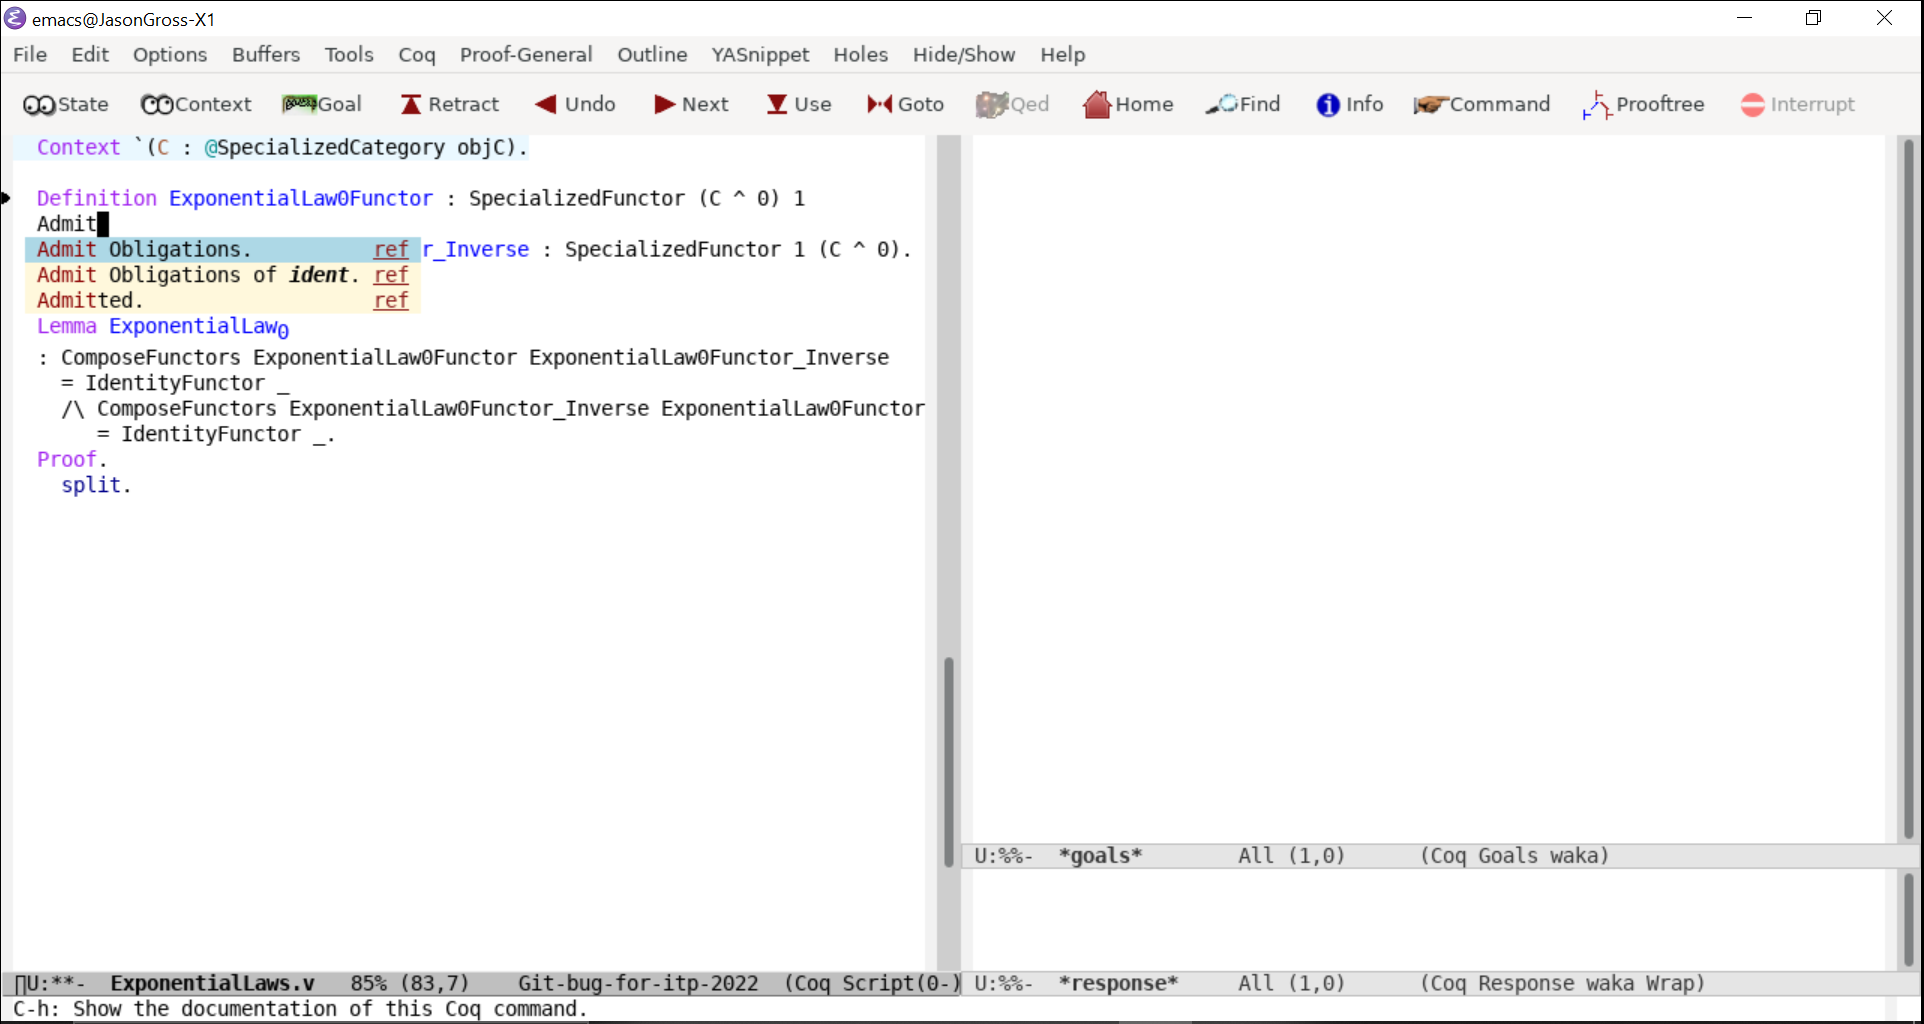 emacs@JasonGross-X1
File Edit Options Buffers Tools Coq Proof-General Outline YASnippet Holes Hide/Show Help
State Context Goal Retract Undo Next Use Goto Qed Home Find Info Command Prooftree Interrupt
Context `(C : @SpecializedCategory objC).
Definition ExponentialLaw0Functor : SpecializedFunctor (C ^ 0) 1
Admit
Admit Obligations. ref r_Inverse : SpecializedFunctor 1 (C ^ 0).
Admit Obligations of ident. ref
Admitted. ref
Lemma ExponentialLaw0
: ComposeFunctors ExponentialLaw0Functor ExponentialLaw0Functor_Inverse
= IdentityFunctor _
/\ ComposeFunctors ExponentialLaw0Functor_Inverse ExponentialLaw0Functor
= IdentityFunctor _.
Proof.
split.
U:%%- *goals* All (1,0) (Coq Goals waka)
U:**- ExponentialLaws.v 85% (83,7) Git-bug-for-itp-2022 (Coq Script(0-)
U:%%- *response* All (1,0) (Coq Response waka Wrap)
C-h: Show the documentation of this Coq command.